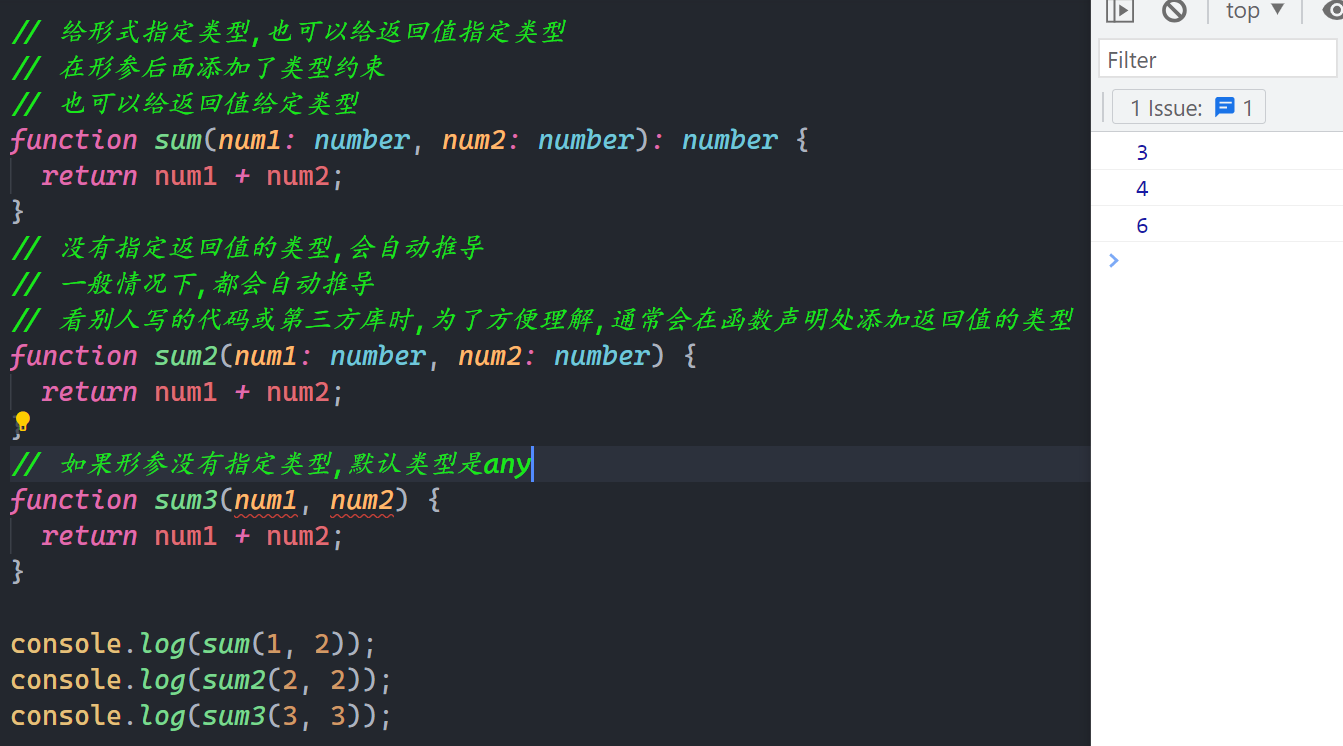 // 给形式指定类型,也可以给返回值指定类型
// 在形参后面添加了类型约束
// 也可以给返回值给定类型
function sum(num1: number, num2: number): number {
  return num1 + num2;
}
// 没有指定返回值的类型,会自动推导
// 一般情况下,都会自动推导
// 看别人写的代码或第三方库时,为了方便理解,通常会在函数声明处添加返回值的类型
function sum2(num1: number, num2: number) {
  return num1 + num2;
}
// 如果形参没有指定类型,默认类型是any
function sum3(num1, num2) {
  return num1 + num2;
}
console.log(sum(1, 2));
console.log(sum2(2, 2));
console.log(sum3(3, 3));
top
Filter
1 Issue: 1
3
4
6